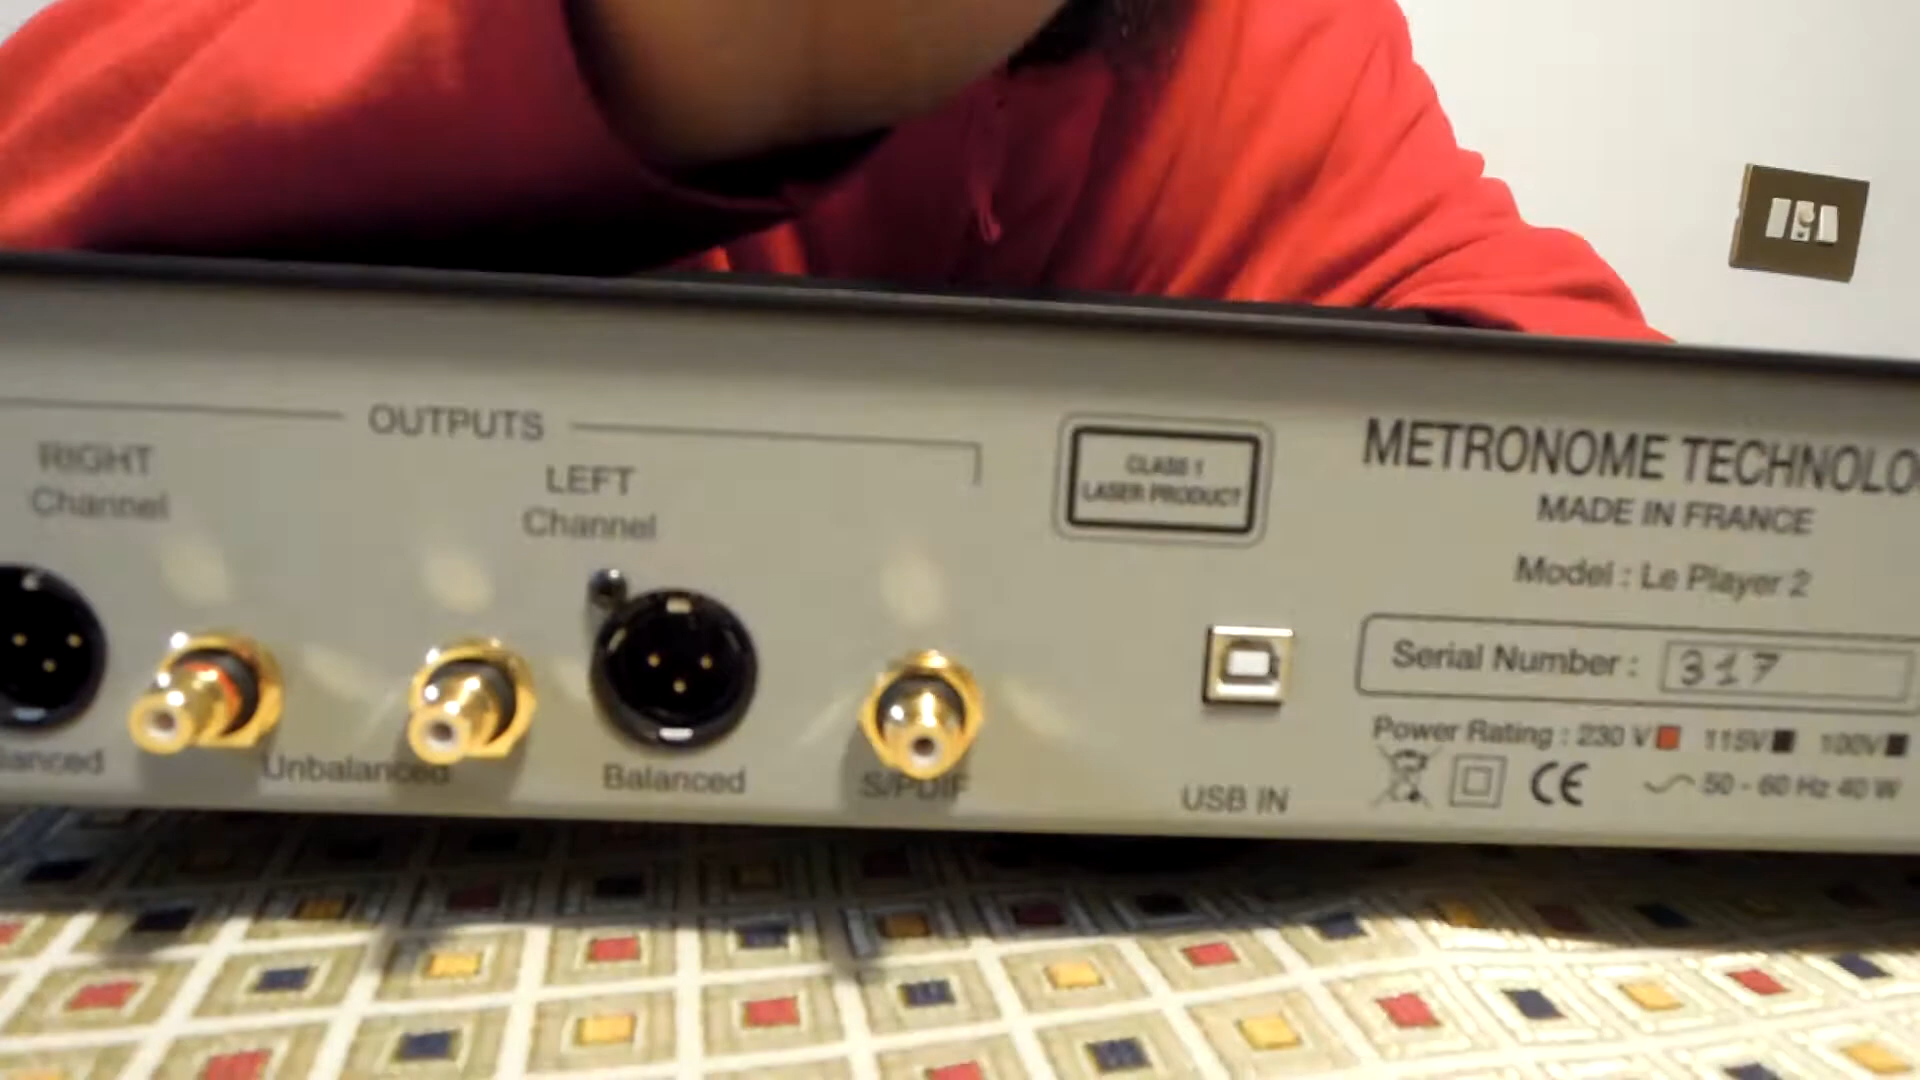 OUTPUTS
RIGHT
Channel
LEFT
Channel
Unbalanced
Balanced
S/PDIF
CLASS 1
LASER PRODUCT
USB IN
METRONOME TECHNOLO
MADE IN FRANCE
Model : Le Player 2
Serial Number : 317
Power Rating : 230 V 115V 100V
CE 50 - 60 Hz 40 W